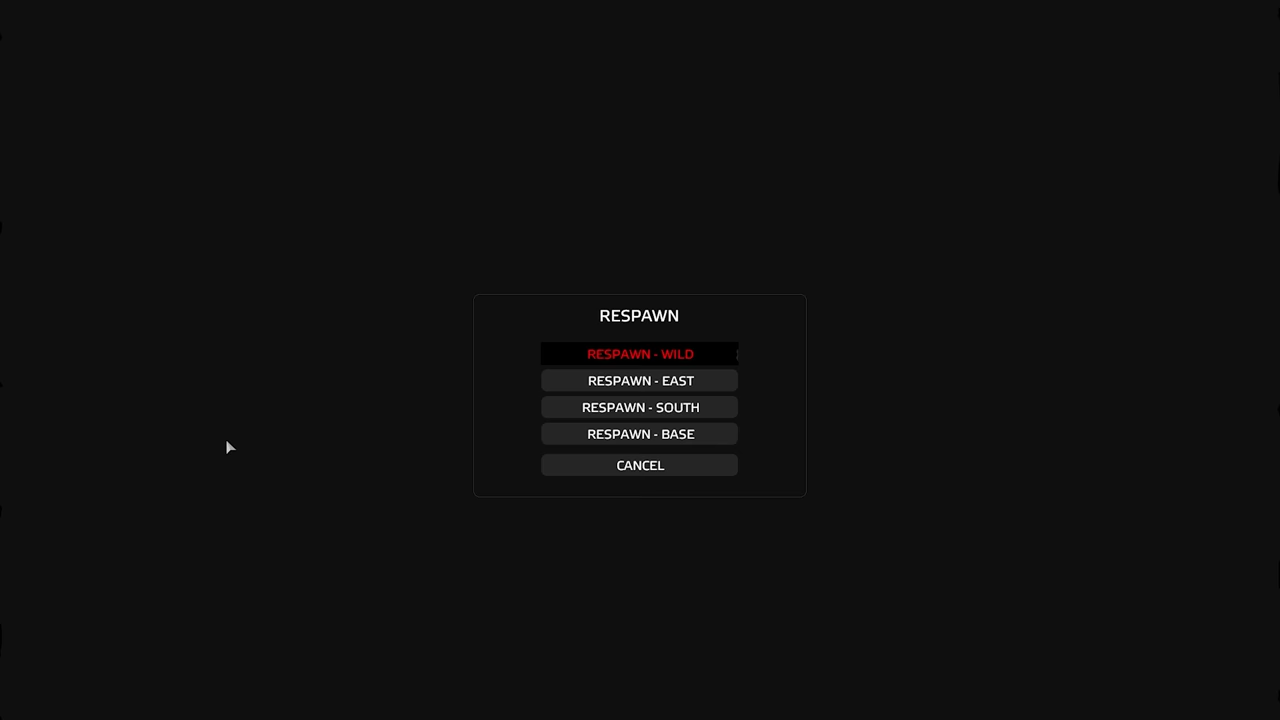 RESPAWN
RESPAWN - WILD
RESPAWN - EAST
RESPAWN - SOUTH
RESPAWN - BASE
CANCEL